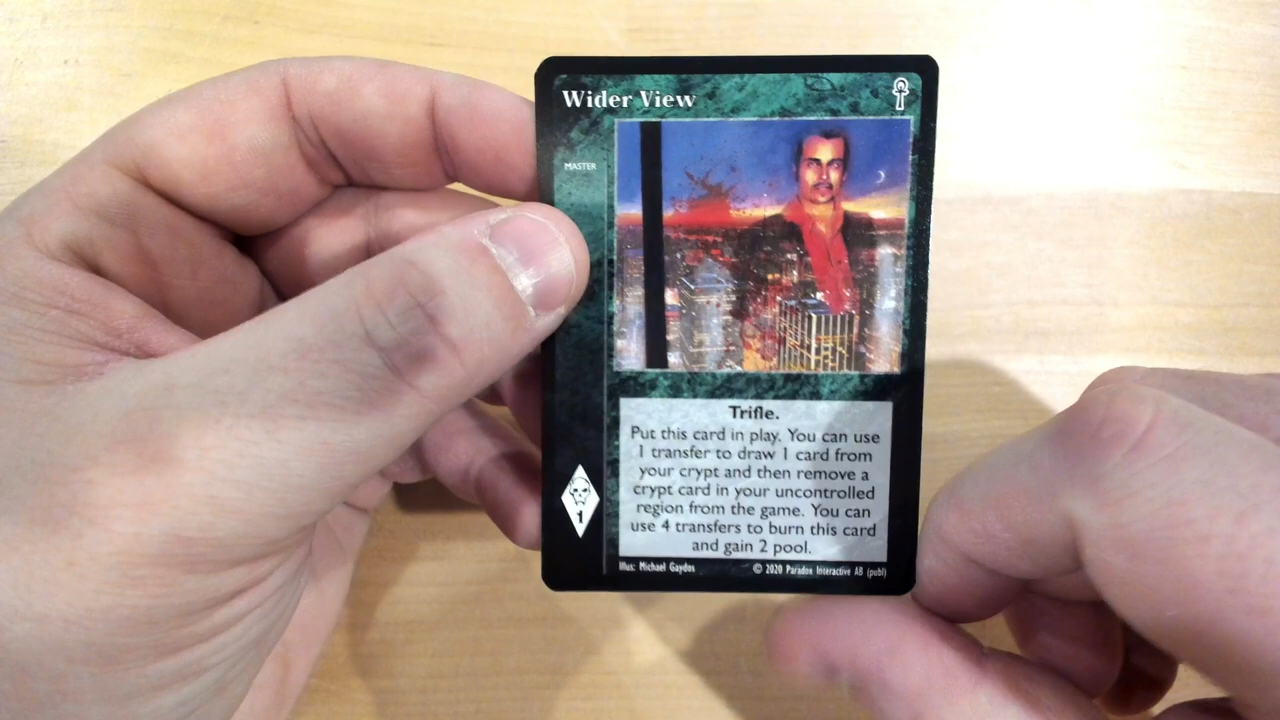 Wider View
MASTER
Trifle.
Put this card in play. You can use
1 transfer to draw 1 card from
your crypt and then remove a
crypt card in your uncontrolled
region from the game. You can
use 4 transfers to burn this card
and gain 2 pool.
1
Illus: Michael Gaydos
© 2020 Paradox Interactive AB (publ)